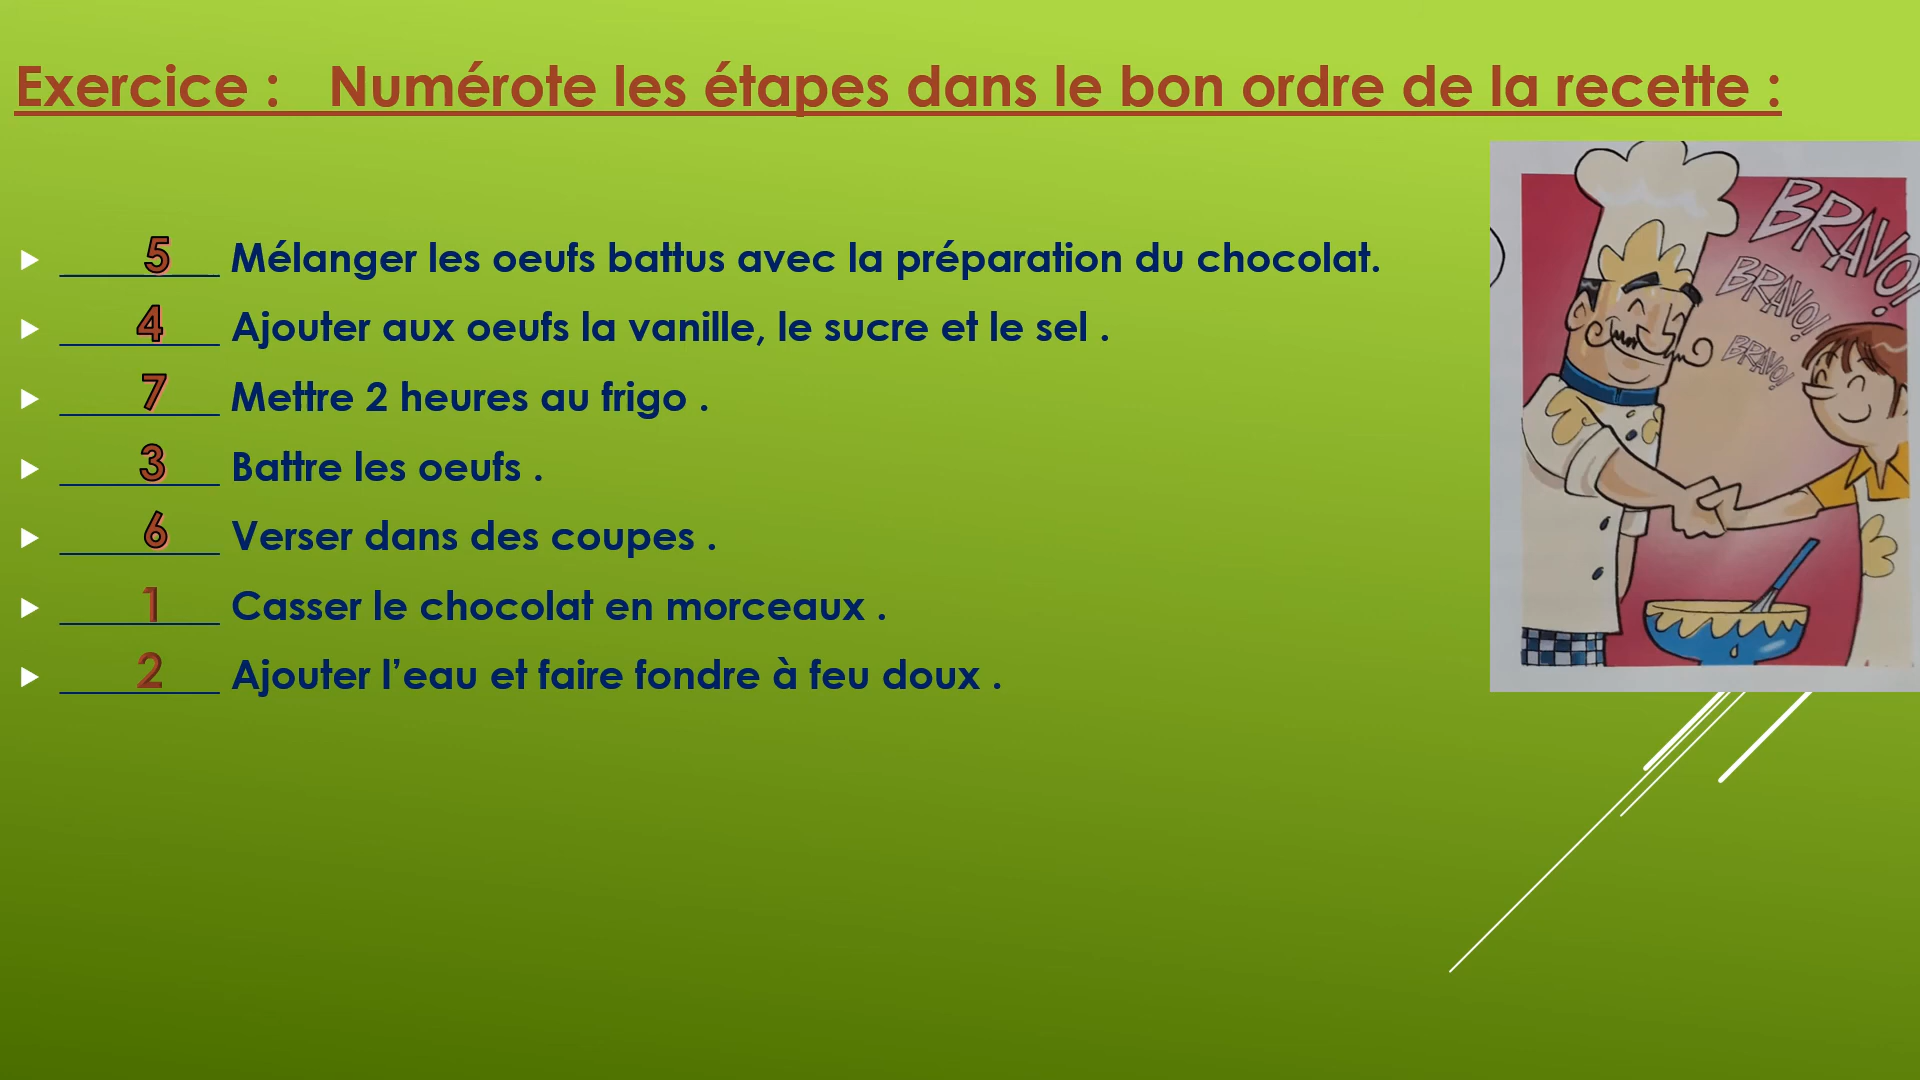 Exercice : Numérote les étapes dans le bon ordre de la recette :
5 Mélanger les oeufs battus avec la préparation du chocolat.
4 Ajouter aux oeufs la vanille, le sucre et le sel .
7 Mettre 2 heures au frigo .
3 Battre les oeufs .
6 Verser dans des coupes .
1 Casser le chocolat en morceaux .
2 Ajouter l’eau et faire fondre à feu doux .
BRAVO!
BRAVO!
BRAVO!